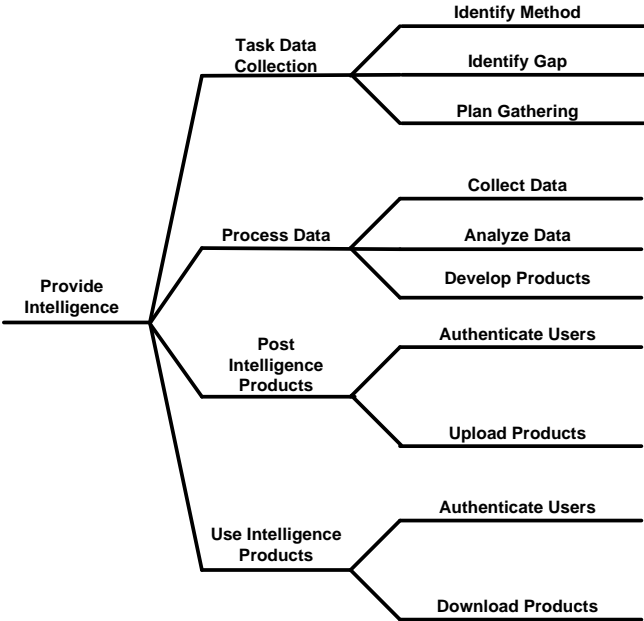 Identify Method
Task Data
Collection
Identify Gap
Plan Gathering
Collect Data
Process Data
Analyze Data
Develop Products
Provide
Intelligence
Authenticate Users
Post
Intelligence
Products
Upload Products
Authenticate Users
Use Intelligence
Products
Download Products